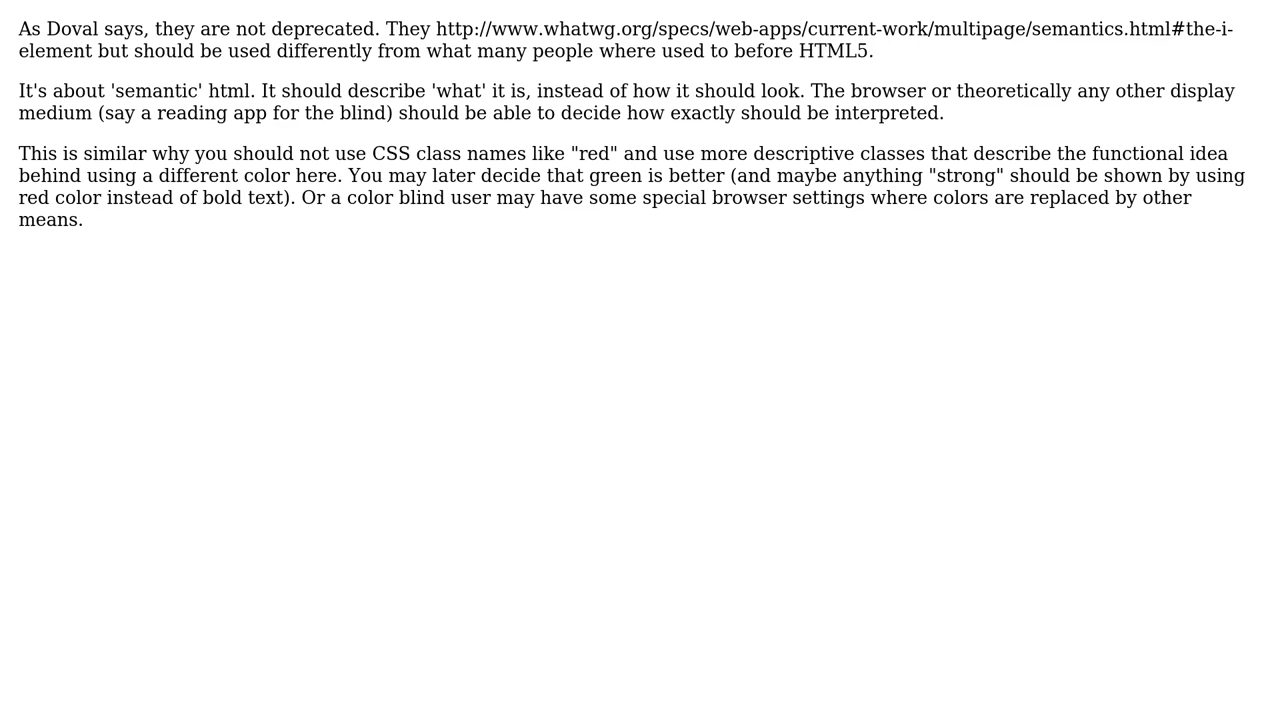 As Doval says, they are not deprecated. They http://www.whatwg.org/specs/web-apps/current-work/multipage/semantics.html#the-i-
element but should be used differently from what many people where used to before HTML5.
It's about 'semantic' html. It should describe 'what' it is, instead of how it should look. The browser or theoretically any other display
medium (say a reading app for the blind) should be able to decide how exactly should be interpreted.
This is similar why you should not use CSS class names like "red" and use more descriptive classes that describe the functional idea
behind using a different color here. You may later decide that green is better (and maybe anything "strong" should be shown by using
red color instead of bold text). Or a color blind user may have some special browser settings where colors are replaced by other
means.